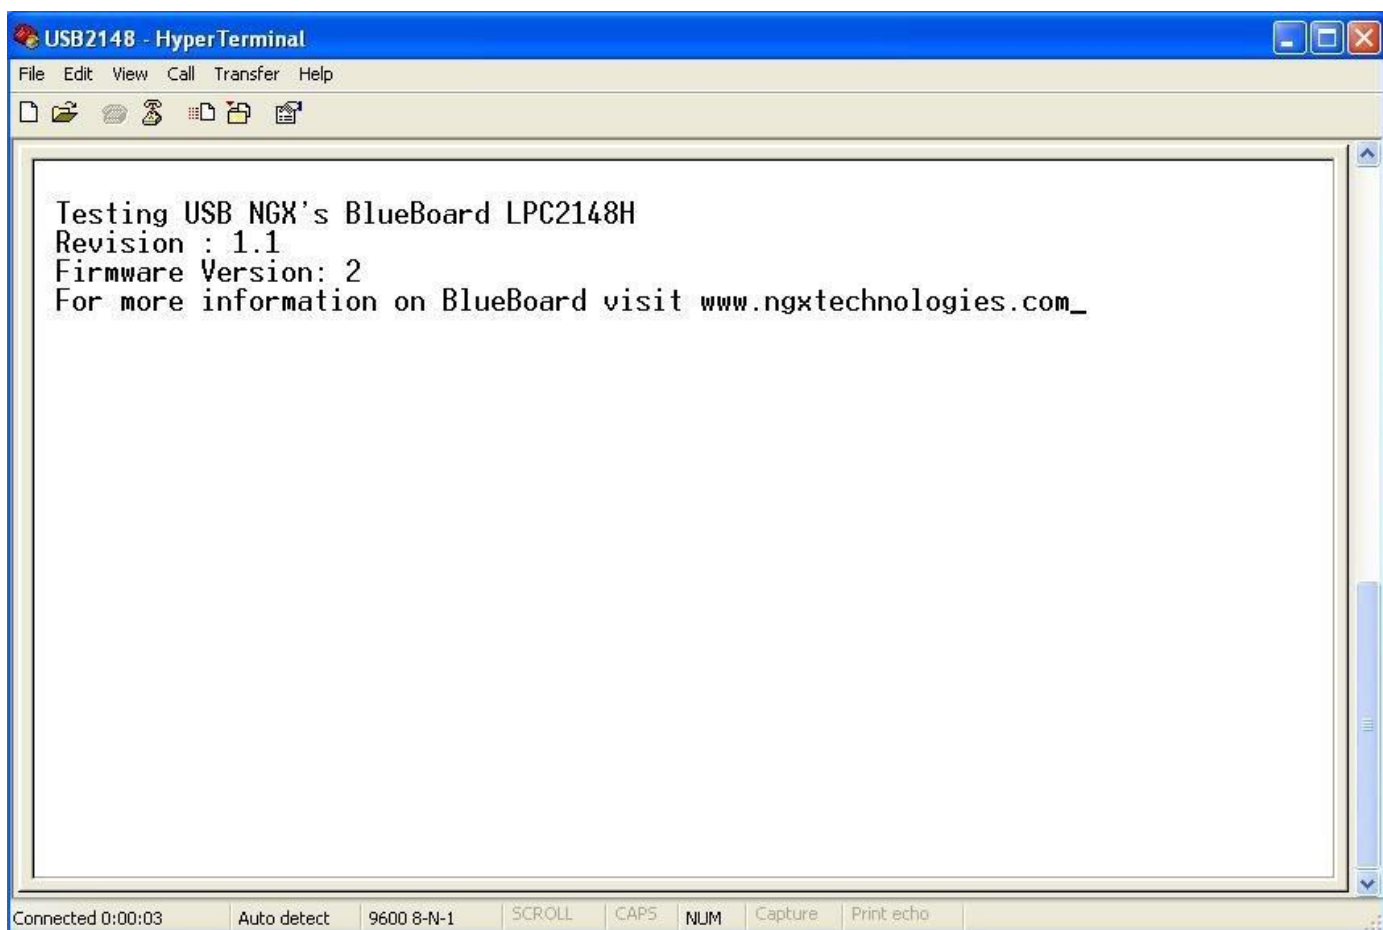 USB2148 - HyperTerminal
File Edit View Call Transfer Help
Testing USB NGX's BlueBoard LPC2148H
Revision : 1.1
Firmware Version: 2
For more information on BlueBoard visit www.ngxtechnologies.com_
Connected 0:00:03 Auto detect 9600 8-N-1 SCROLL CAPS NUM Capture Print echo